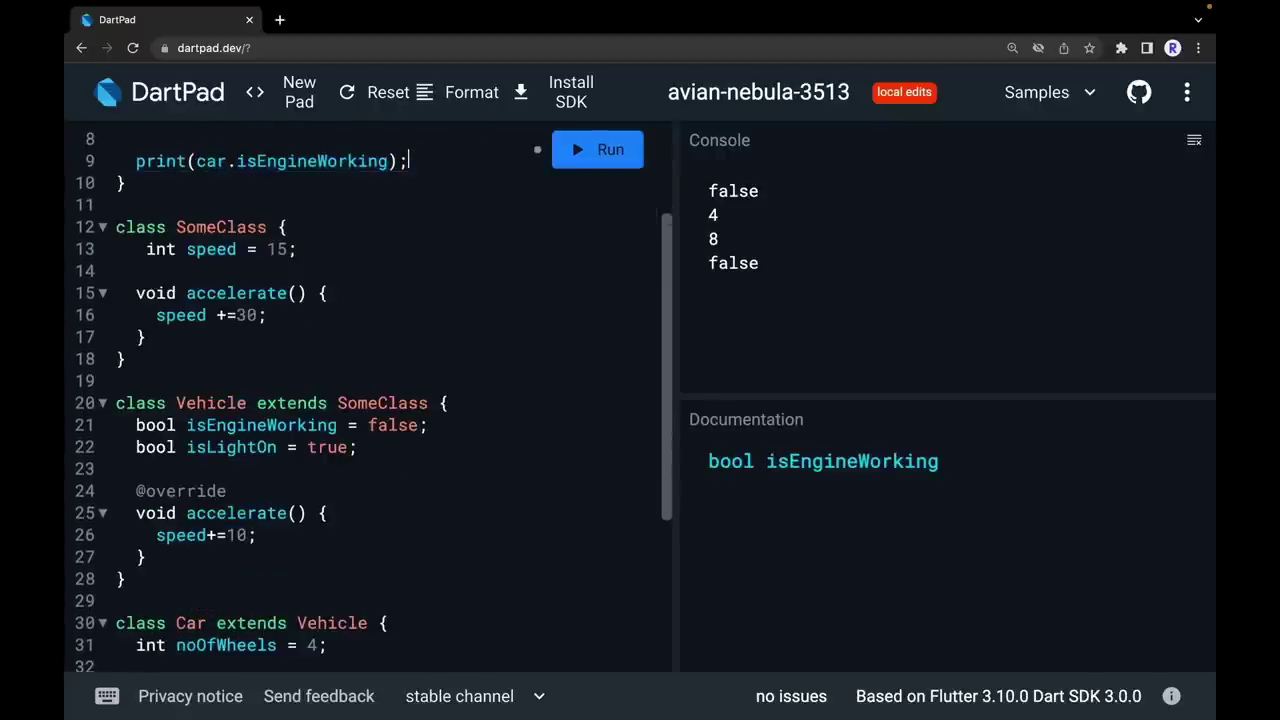 DartPad
dartpad.dev/?
R
DartPad
<> New Pad
Reset
Format
Install SDK
avian-nebula-3513
local edits
Samples
8
9 print(car.isEngineWorking);
10 }
11
12 class SomeClass {
13 int speed = 15;
14
15 void accelerate() {
16 speed +=30;
17 }
18 }
19
20 class Vehicle extends SomeClass {
21 bool isEngineWorking = false;
22 bool isLightOn = true;
23
24 @override
25 void accelerate() {
26 speed+=10;
27 }
28 }
29
30 class Car extends Vehicle {
31 int noOfWheels = 4;
32
Run
Console
false
4
8
false
Documentation
bool isEngineWorking
Privacy notice
Send feedback
stable channel
no issues
Based on Flutter 3.10.0 Dart SDK 3.0.0